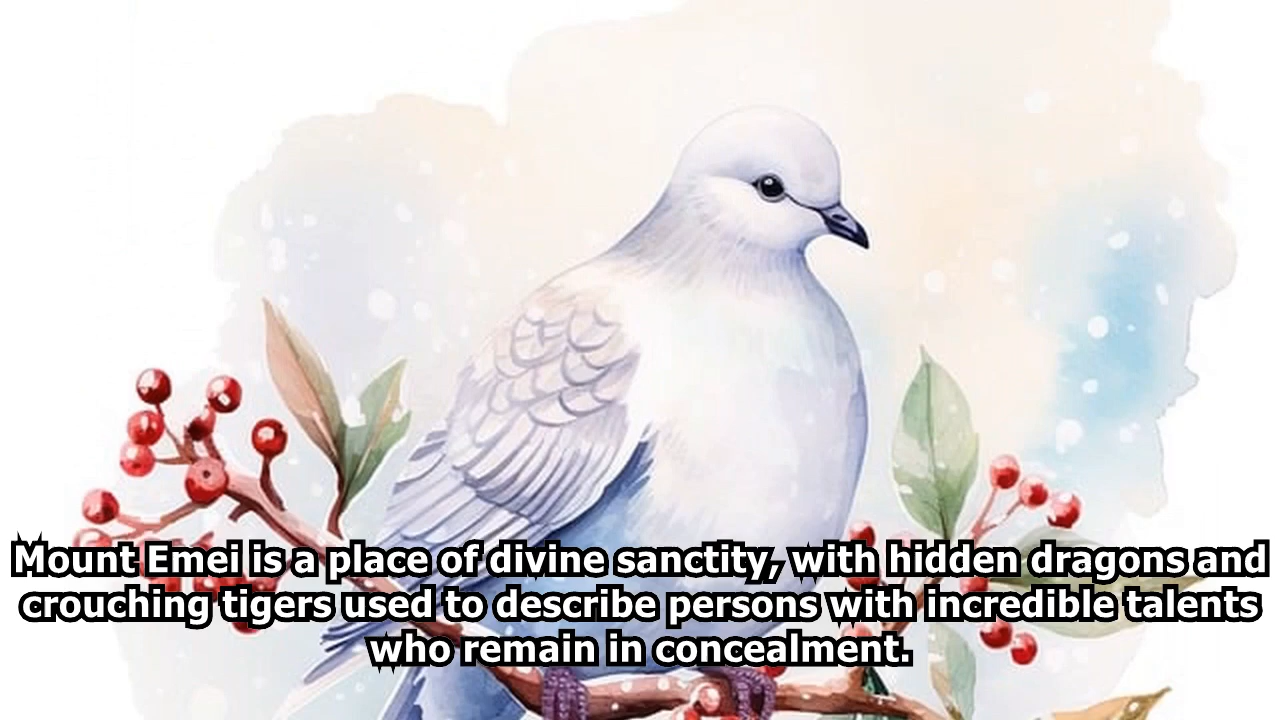 Mount Emei is a place of divine sanctity, with hidden dragons and
crouching tigers used to describe persons with incredible talents
who remain in concealment.